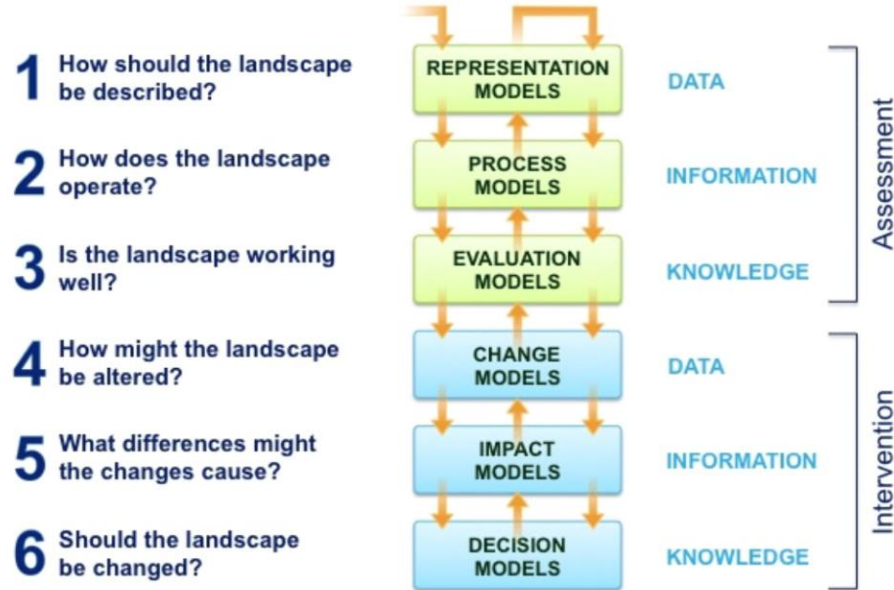 1 How should the landscape
be described?
REPRESENTATION
MODELS
DATA
2 How does the landscape
operate?
PROCESS
MODELS
INFORMATION
3 Is the landscape working
well?
EVALUATION
MODELS
KNOWLEDGE
Assessment
4 How might the landscape
be altered?
CHANGE
MODELS
DATA
5 What differences might
the changes cause?
IMPACT
MODELS
INFORMATION
6 Should the landscape
be changed?
DECISION
MODELS
KNOWLEDGE
Intervention